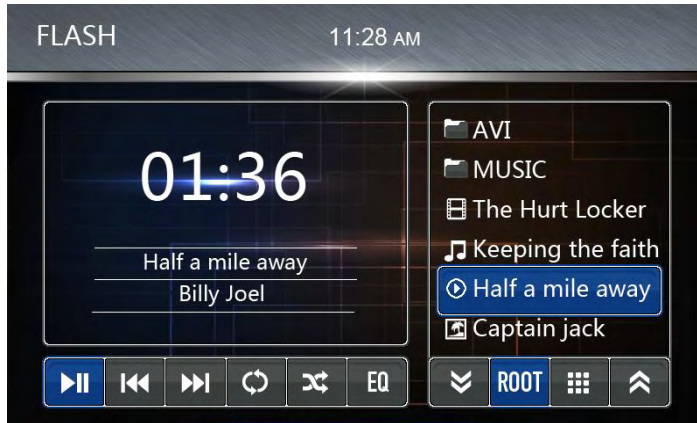 FLASH
11:28 AM
01:36
Half a mile away
Billy Joel
AVI
MUSIC
The Hurt Locker
Keeping the faith
Half a mile away
Captain jack
EQ
ROOT